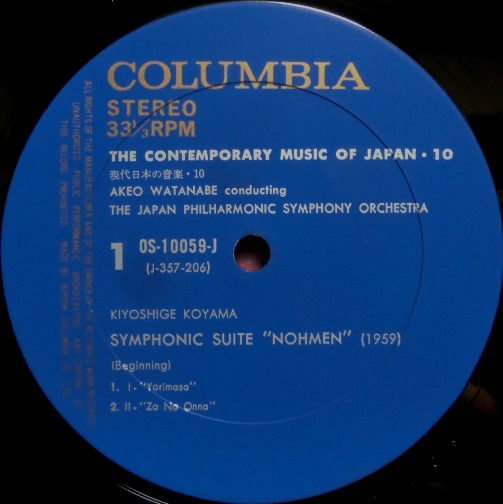 COLUMBIA
STEREO
33⅓RPM
THE CONTEMPORARY MUSIC OF JAPAN · 10
現代日本の音楽・10
AKEO WATANABE conducting
THE JAPAN PHILHARMONIC SYMPHONY ORCHESTRA
1
OS-10059-J
(J-357-206)
KIYOSHIGE KOYAMA
SYMPHONIC SUITE "NOHMEN" (1959)
(Beginning)
1. I·"Yorimasa"
2. II·"Zo No Onna"
ALL RIGHTS OF THE MANUFACTURER AND OF THE OWNER OF THE RECORDED WORK RESERVED
UNAUTHORIZED PUBLIC PERFORMANCE, BROADCASTING AND COPYING OF
THIS RECORD PROHIBITED. MADE BY NIPPON COLUMBIA CO., LTD.